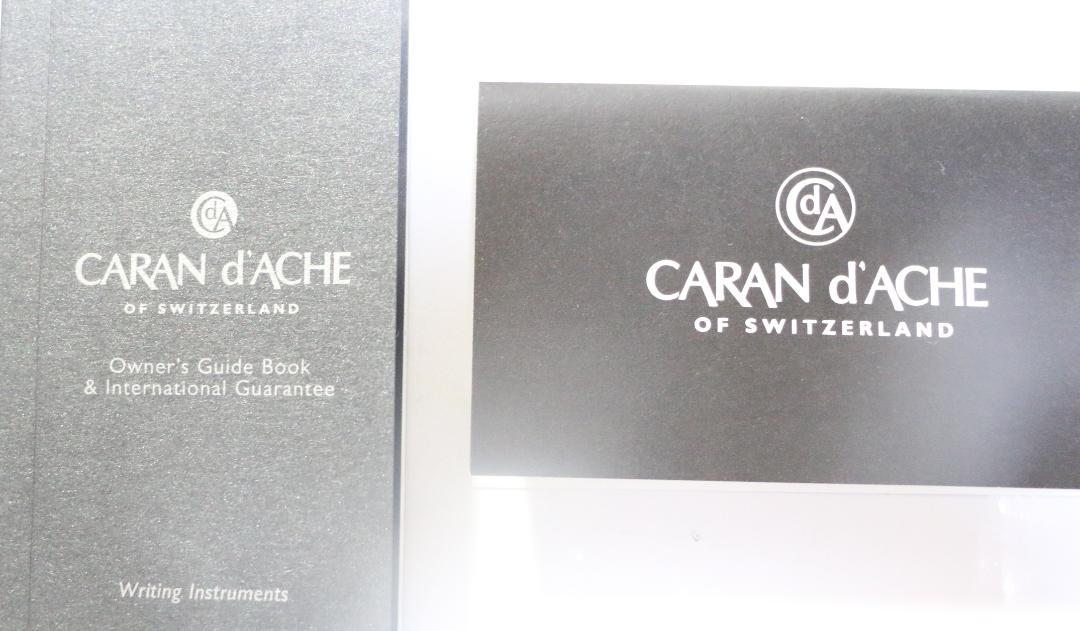 CdA
CARAN d'ACHE
OF SWITZERLAND
Owner's Guide Book
& International Guarantee
Writing Instruments
CdA
CARAN d'ACHE
OF SWITZERLAND